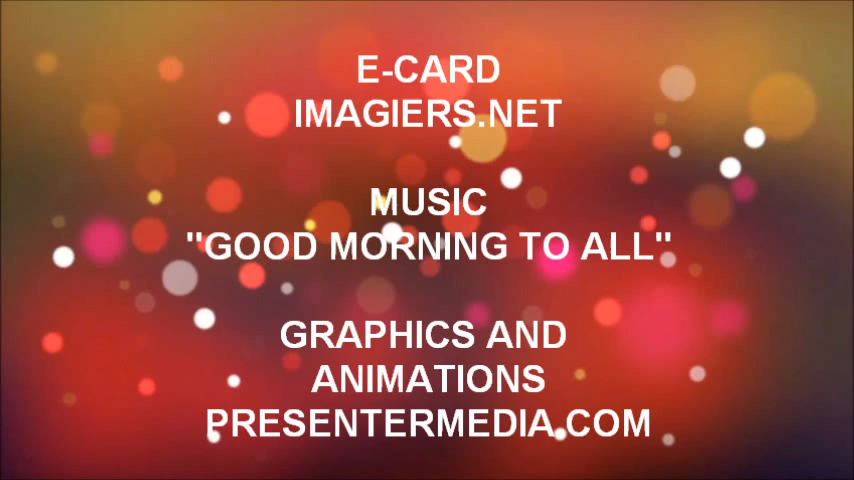 E-CARD
IMAGIERS.NET
MUSIC
"GOOD MORNING TO ALL"
GRAPHICS AND
ANIMATIONS
PRESENTERMEDIA.COM